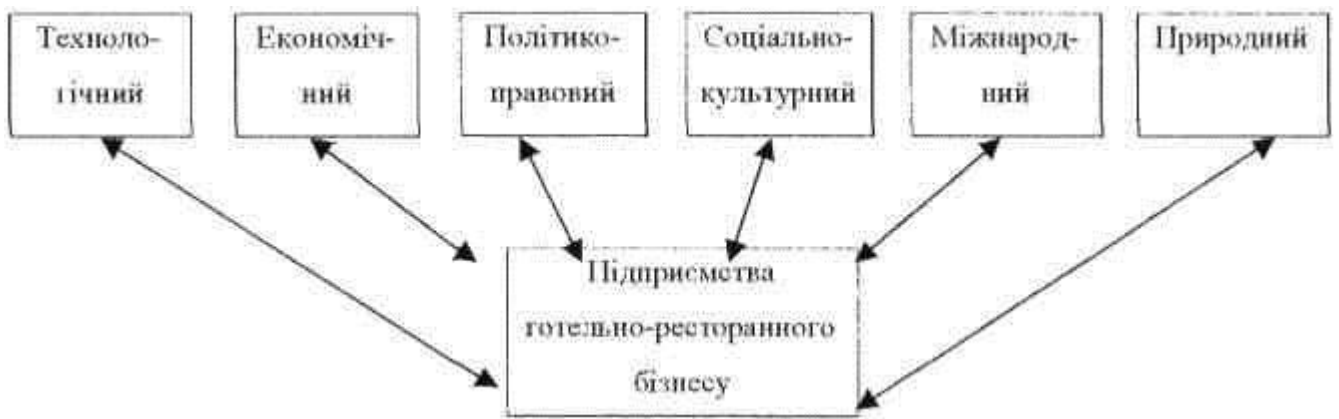 Техноло-
гічний
Економіч-
ний
Політико-
правовий
Соціально-
культурний
Міжнарод-
ний
Природний
Підприємства
готельно-ресторанного
бізнесу